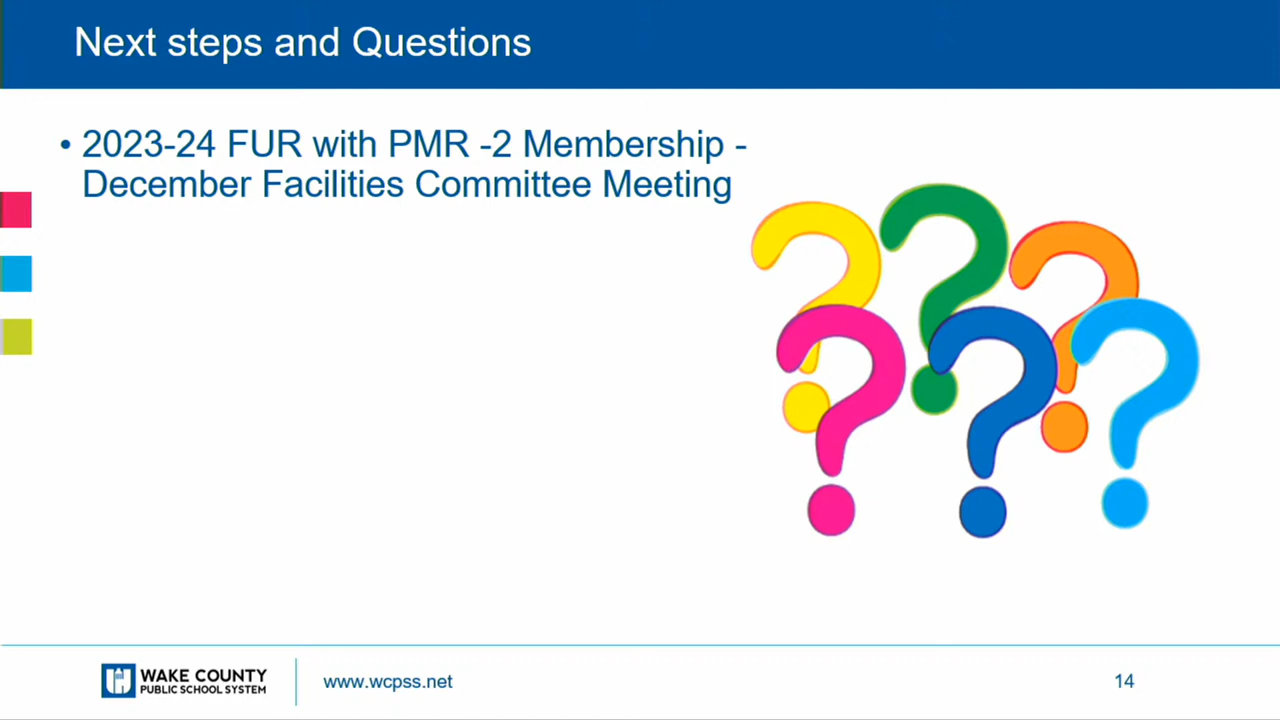 Next steps and Questions
• 2023-24 FUR with PMR -2 Membership -
December Facilities Committee Meeting
WAKE COUNTY
PUBLIC SCHOOL SYSTEM
www.wcpss.net
14